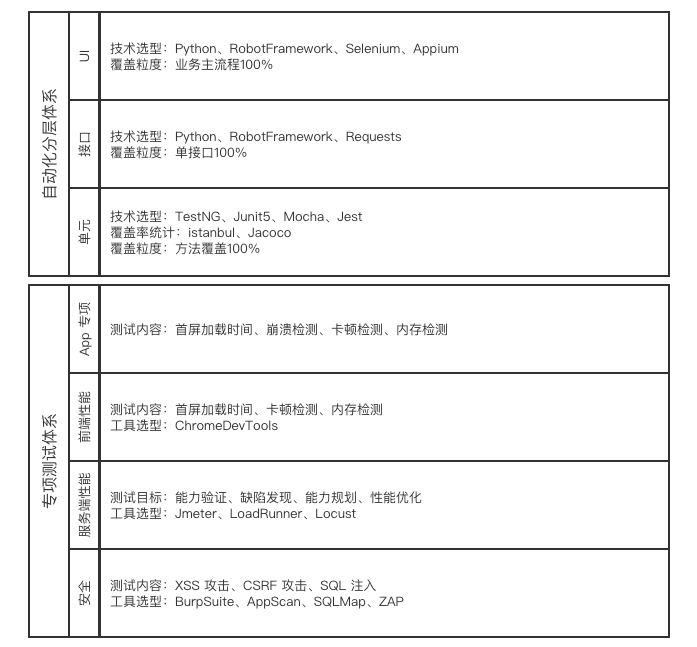 自动化分层体系
UI
技术选型：Python、RobotFramework、Selenium、Appium
覆盖粒度：业务主流程100%
接口
技术选型：Python、RobotFramework、Requests
覆盖粒度：单接口100%
单元
技术选型：TestNG、Junit5、Mocha、Jest
覆盖率统计：istanbul、Jacoco
覆盖粒度：方法覆盖100%
专项测试体系
App 专项
测试内容：首屏加载时间、崩溃检测、卡顿检测、内存检测
前端性能
测试内容：首屏加载时间、卡顿检测、内存检测
工具选型：ChromeDevTools
服务端性能
测试目标：能力验证、缺陷发现、能力规划、性能优化
工具选型：Jmeter、LoadRunner、Locust
安全
测试内容：XSS 攻击、CSRF 攻击、SQL 注入
工具选型：BurpSuite、AppScan、SQLMap、ZAP